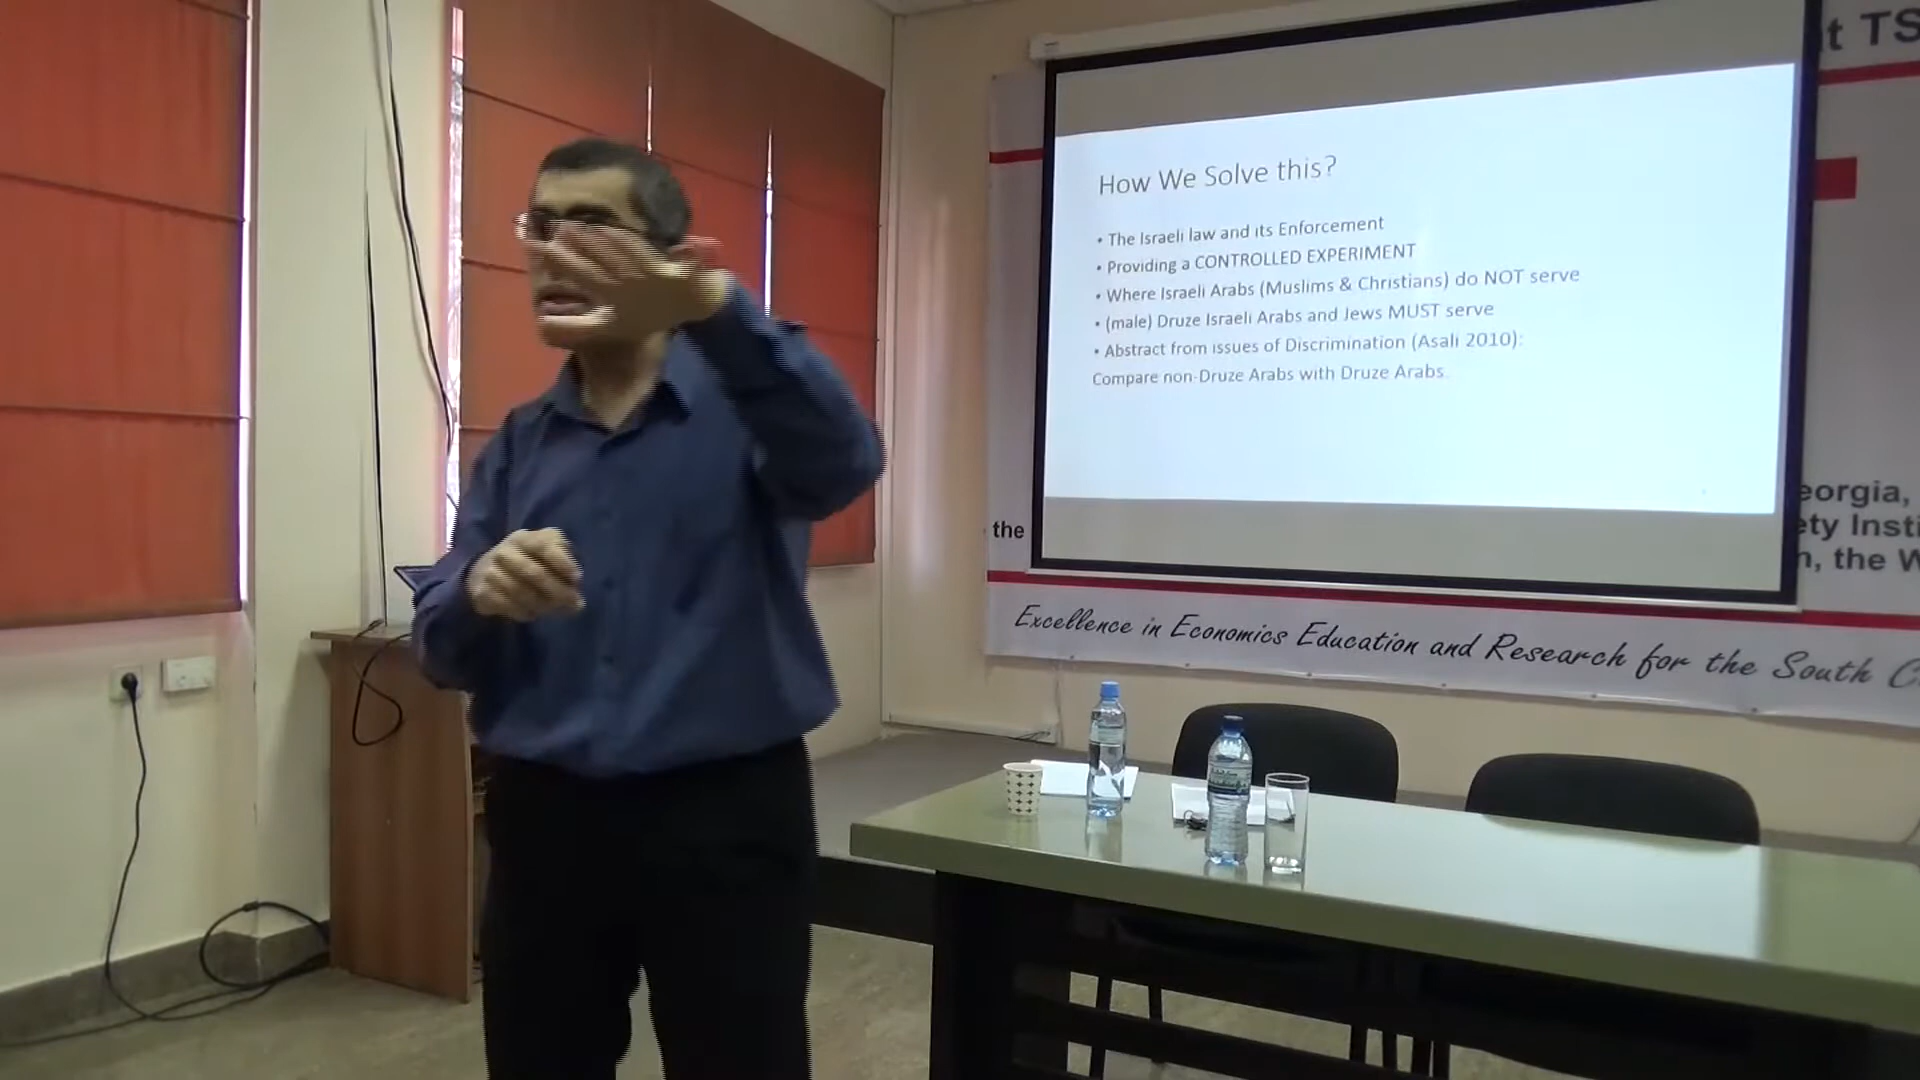 t TS
How We Solve this?
• The Israeli law and its Enforcement
• Providing a CONTROLLED EXPERIMENT
• Where Israeli Arabs (Muslims & Christians) do NOT serve
• (male) Druze Israeli Arabs and Jews MUST serve
• Abstract from issues of Discrimination (Asali 2010):
Compare non-Druze Arabs with Druze Arabs.
eorgia,
the
ety Insti
n, the W
Excellence in Economics Education and Research for the South C